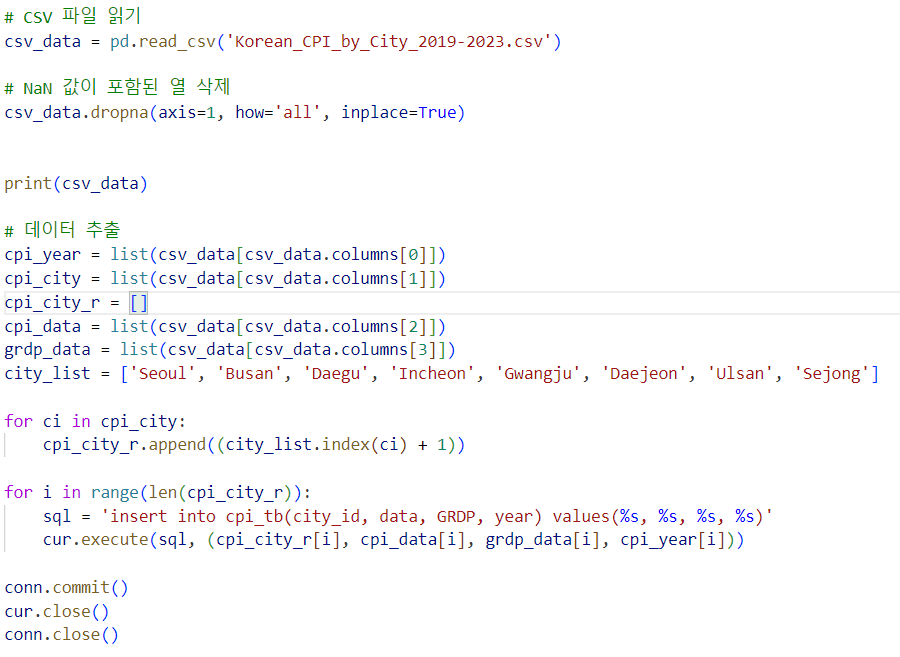 # CSV 파일 읽기
csv_data = pd.read_csv('Korean_CPI_by_City_2019-2023.csv')
# NaN 값이 포함된 열 삭제
csv_data.dropna(axis=1, how='all', inplace=True)
print(csv_data)
# 데이터 추출
cpi_year = list(csv_data[csv_data.columns[0]])
cpi_city = list(csv_data[csv_data.columns[1]])
cpi_city_r = []
cpi_data = list(csv_data[csv_data.columns[2]])
grdp_data = list(csv_data[csv_data.columns[3]])
city_list = ['Seoul', 'Busan', 'Daegu', 'Incheon', 'Gwangju', 'Daejeon', 'Ulsan', 'Sejong']
for ci in cpi_city:
    cpi_city_r.append((city_list.index(ci) + 1))
for i in range(len(cpi_city_r)):
    sql = 'insert into cpi_tb(city_id, data, GRDP, year) values(%s, %s, %s, %s)'
    cur.execute(sql, (cpi_city_r[i], cpi_data[i], grdp_data[i], cpi_year[i]))
conn.commit()
cur.close()
conn.close()